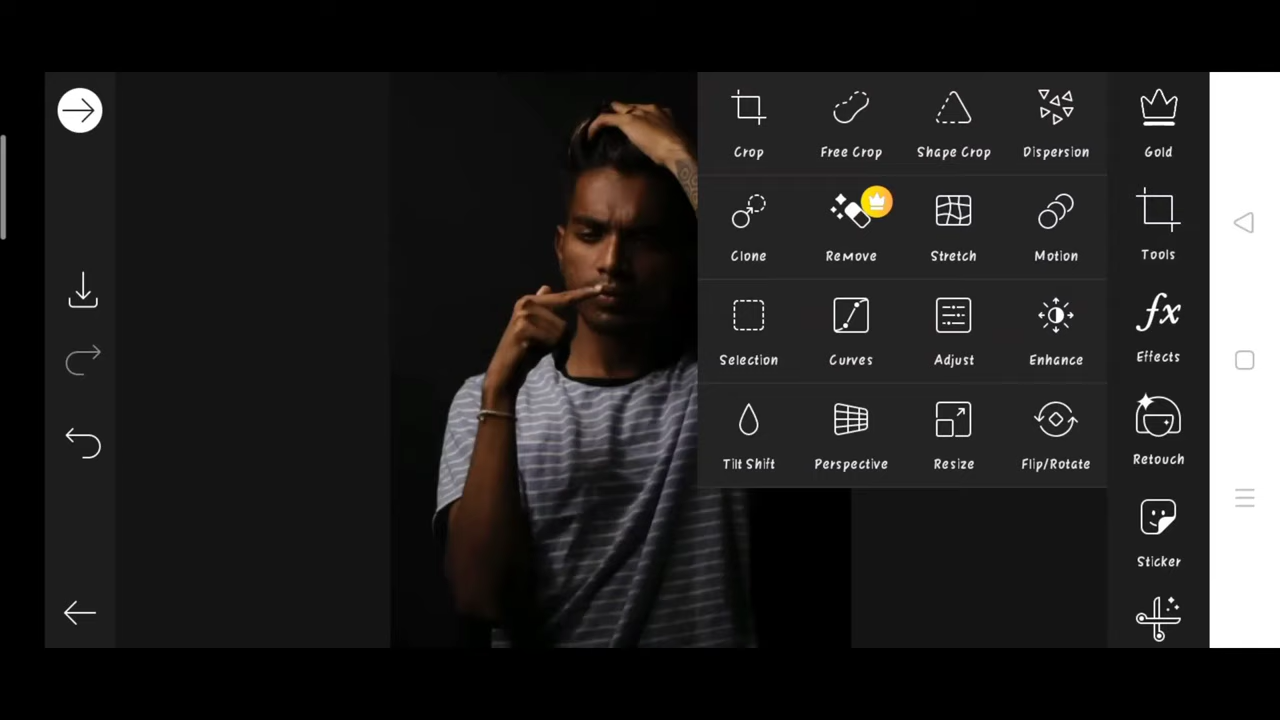 Crop Free Crop Shape Crop Dispersion Gold
Clone Remove Stretch Motion Tools
Selection Curves Adjust Enhance Effects
Tilt Shift Perspective Resize Flip/Rotate Retouch
Sticker